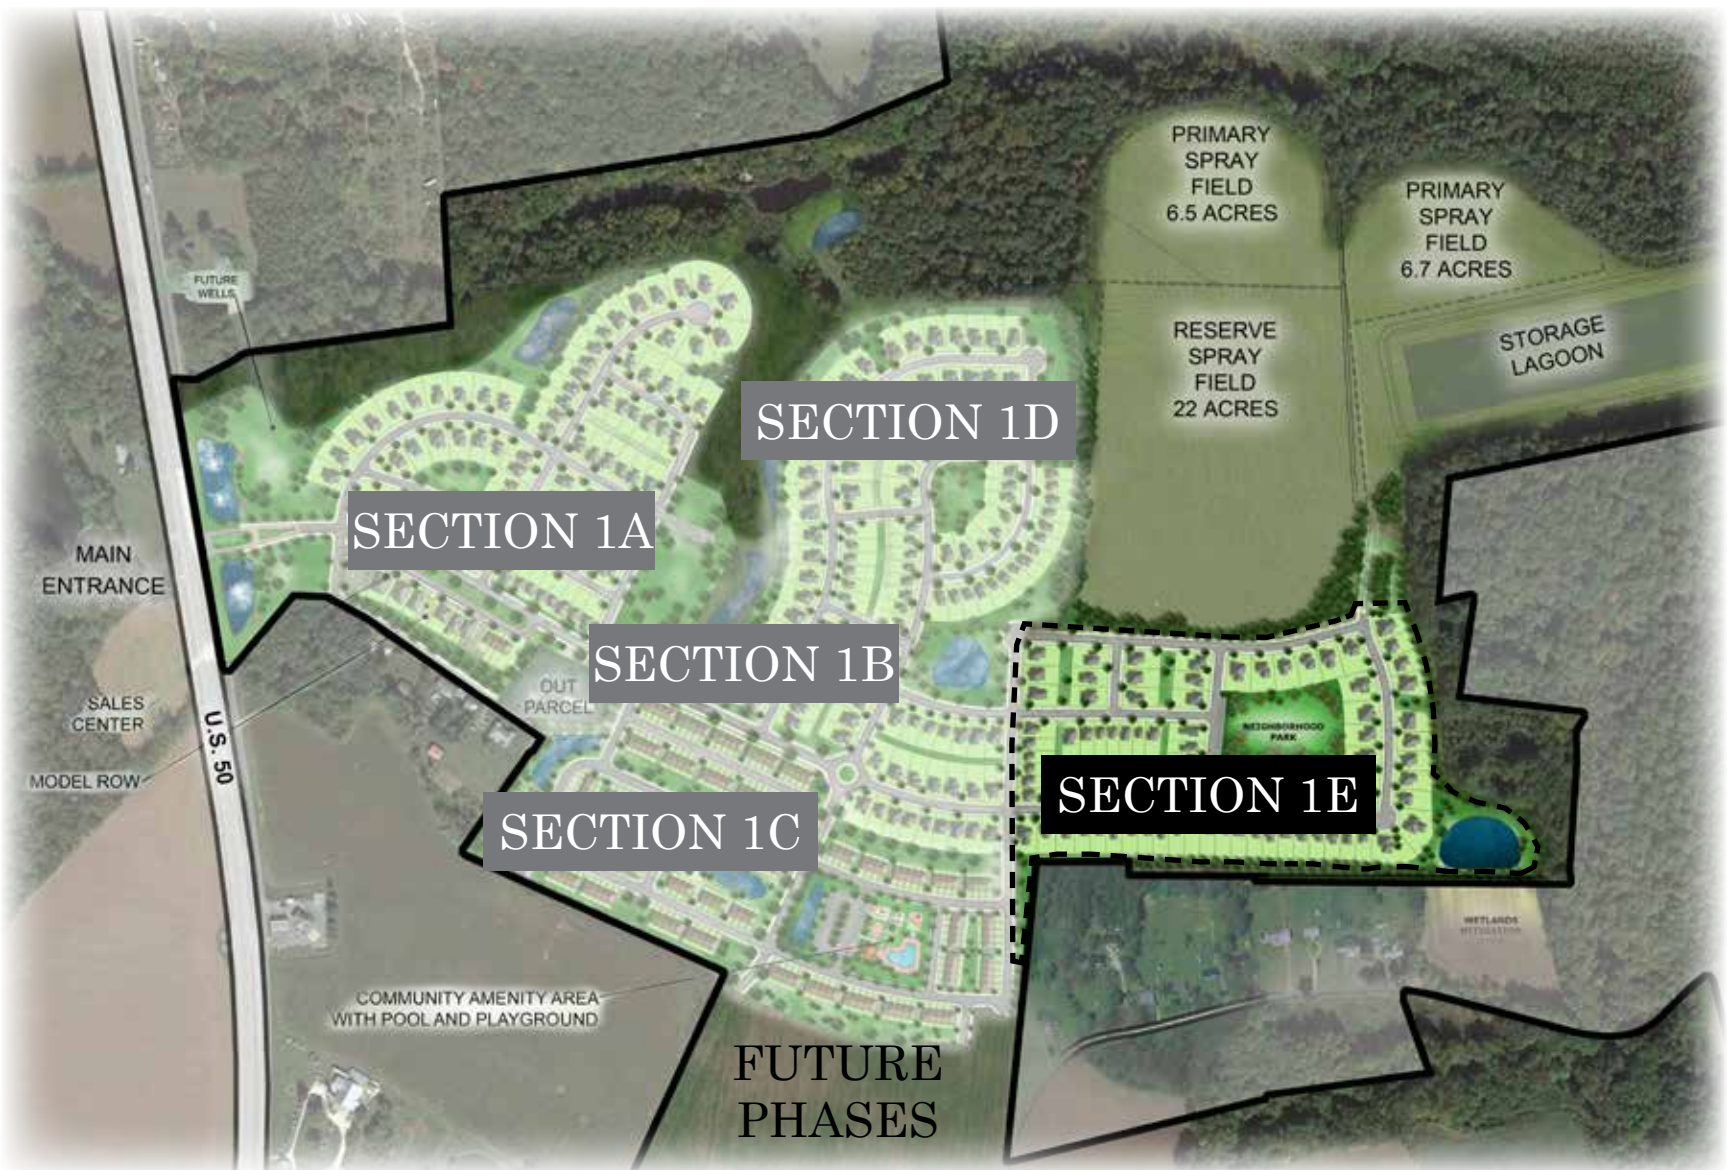 PRIMARY
SPRAY
FIELD
6.5 ACRES
PRIMARY
SPRAY
FIELD
6.7 ACRES
FUTURE
WELLS
RESERVE
SPRAY
FIELD
22 ACRES
STORAGE
LAGOON
SECTION 1D
SECTION 1A
MAIN
ENTRANCE
SECTION 1B
OUT
PARCEL
SALES
CENTER
U.S. 50
NEIGHBORHOOD
PARK
MODEL ROW
SECTION 1E
SECTION 1C
WETLANDS
MITIGATION
COMMUNITY AMENITY AREA
WITH POOL AND PLAYGROUND
FUTURE
PHASES